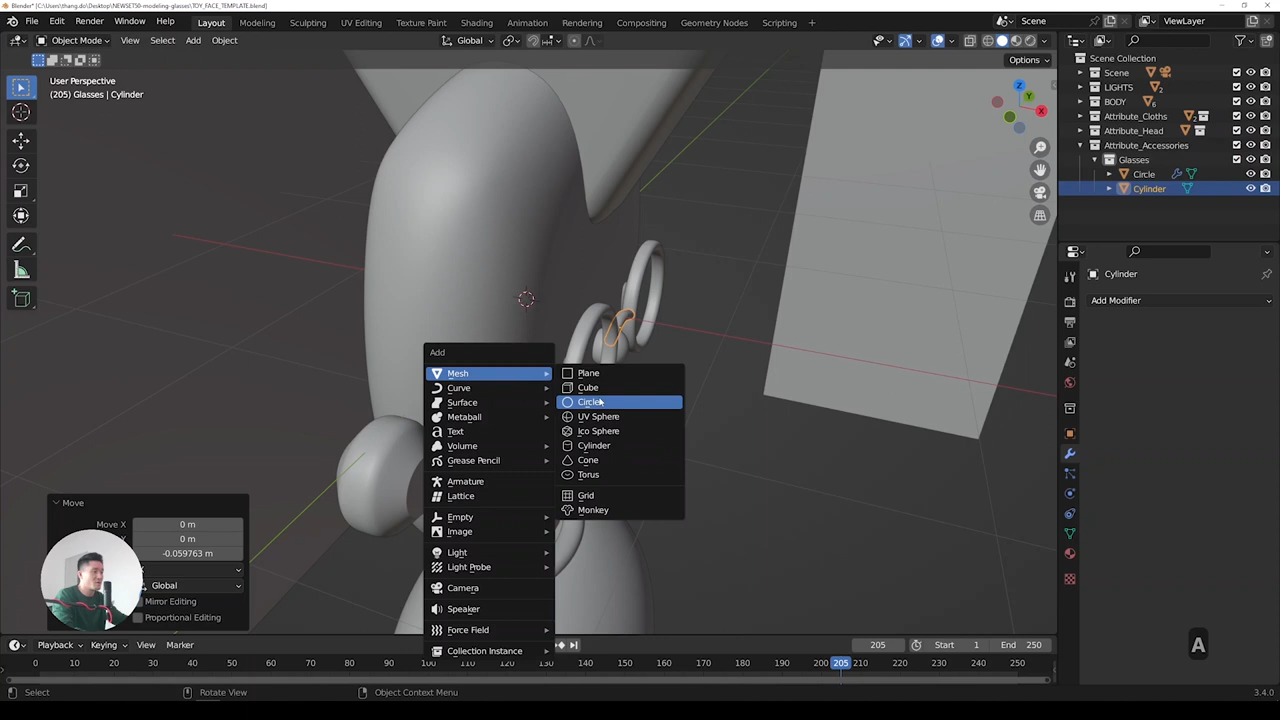 Blender* [C:\Users\thang.do\Desktop\NEWSET50-modeling-glasses\TOY_FACE_TEMPLATE.blend]
File Edit Render Window Help Layout Modeling Sculpting UV Editing Texture Paint Shading Animation Rendering Compositing Geometry Nodes Scripting Scene ViewLayer
Object Mode View Select Add Object Global
Options
User Perspective
(205) Glasses | Cylinder
Z
Y
X
Scene Collection
Scene
LIGHTS
BODY
Attribute_Cloths
Attribute_Head
Attribute_Accessories
Glasses
Circle
Cylinder
Cylinder
Add Modifier
Add
Mesh
Curve
Surface
Metaball
Text
Volume
Grease Pencil
Armature
Lattice
Empty
Image
Light
Light Probe
Camera
Speaker
Force Field
Collection Instance
Plane
Cube
Circle
UV Sphere
Ico Sphere
Cylinder
Cone
Torus
Grid
Monkey
Move
Move X 0 m
Y 0 m
-0.059763 m
Global
Mirror Editing
Proportional Editing
A
Playback Keying View Marker 205 Start 1 End 250
0 10 20 30 40 50 60 70 80 90 100 110 120 130 140 150 160 170 180 190 200 205 210 220 230 240 250
Select Rotate View Object Context Menu 3.4.0